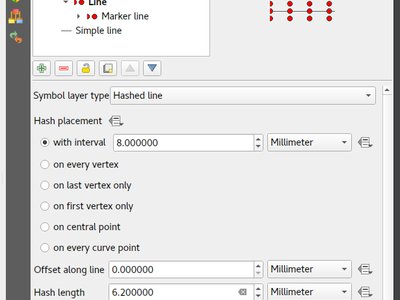 Line
Marker line
Simple line
Symbol layer type Hashed line
Hash placement
with interval 8.000000 Millimeter
on every vertex
on last vertex only
on first vertex only
on central point
on every curve point
Offset along line 0.000000 Millimeter
Hash length 6.200000 Millimeter